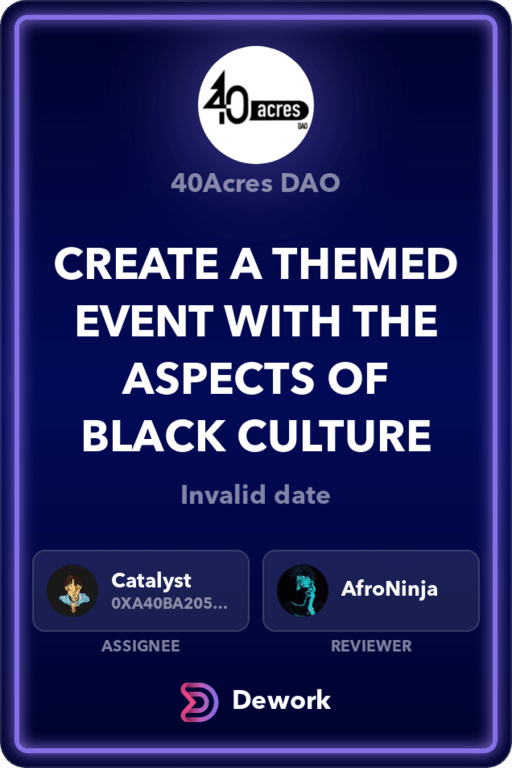 40 acres
DAO
40Acres DAO
CREATE A THEMED
EVENT WITH THE
ASPECTS OF
BLACK CULTURE
Invalid date
Catalyst
0XA40BA205...
AfroNinja
ASSIGNEE
REVIEWER
Dework